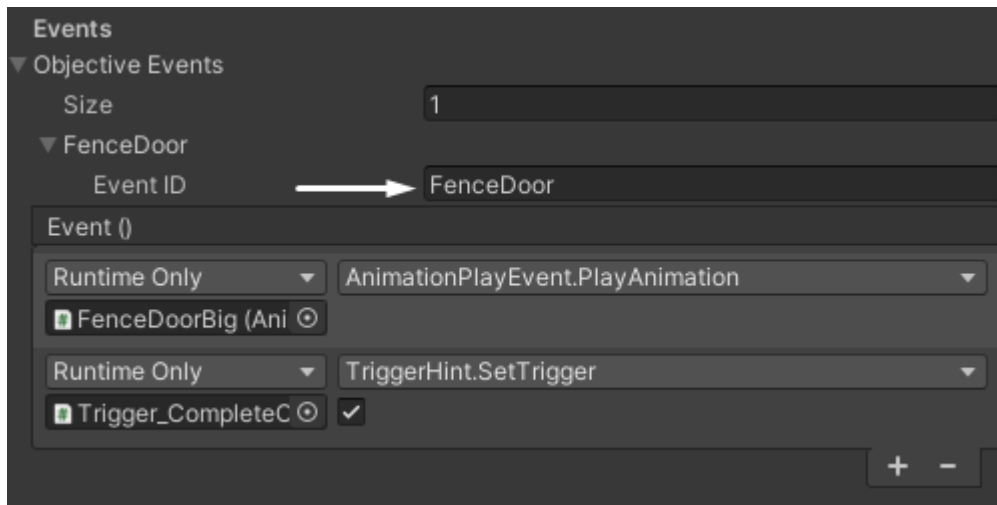 Events
Objective Events
Size 1
FenceDoor
Event ID FenceDoor
Event ()
Runtime Only AnimationPlayEvent.PlayAnimation
FenceDoorBig (Ani
Runtime Only TriggerHint.SetTrigger
Trigger_CompleteC
+ -